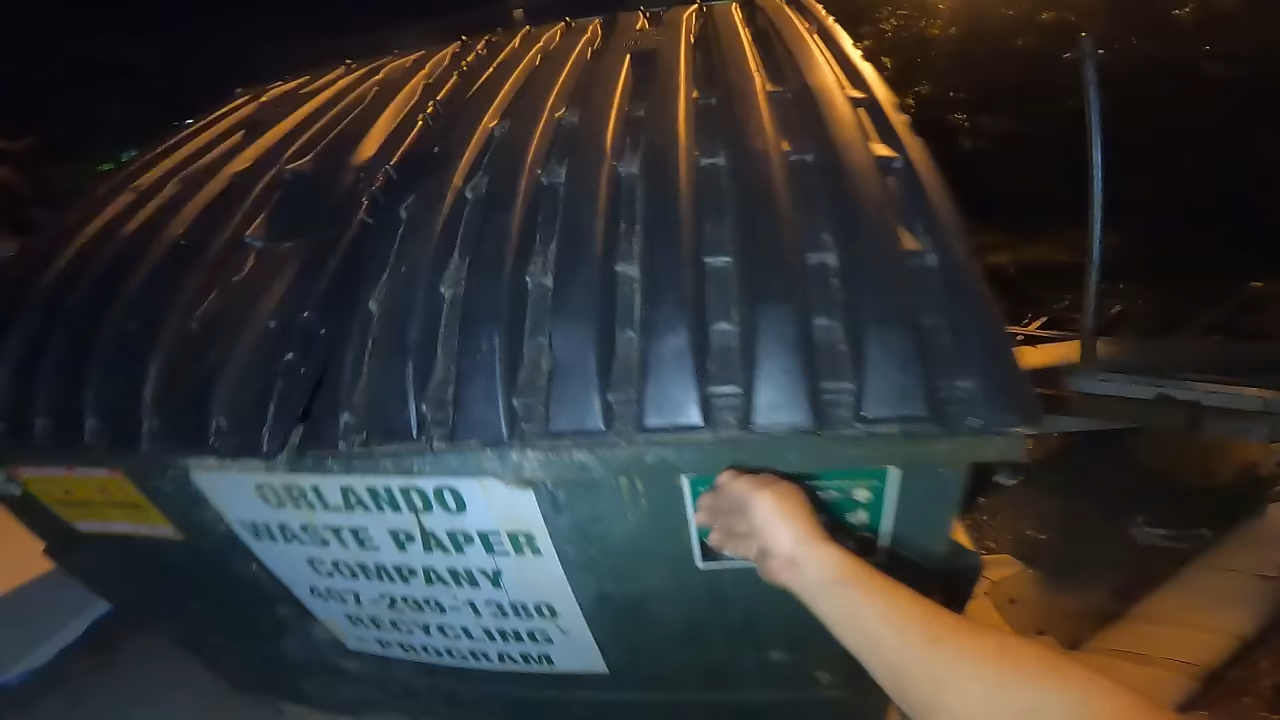 ORLANDO
WASTE PAPER
COMPANY
407-299-1380
RECYCLING
PROGRAM